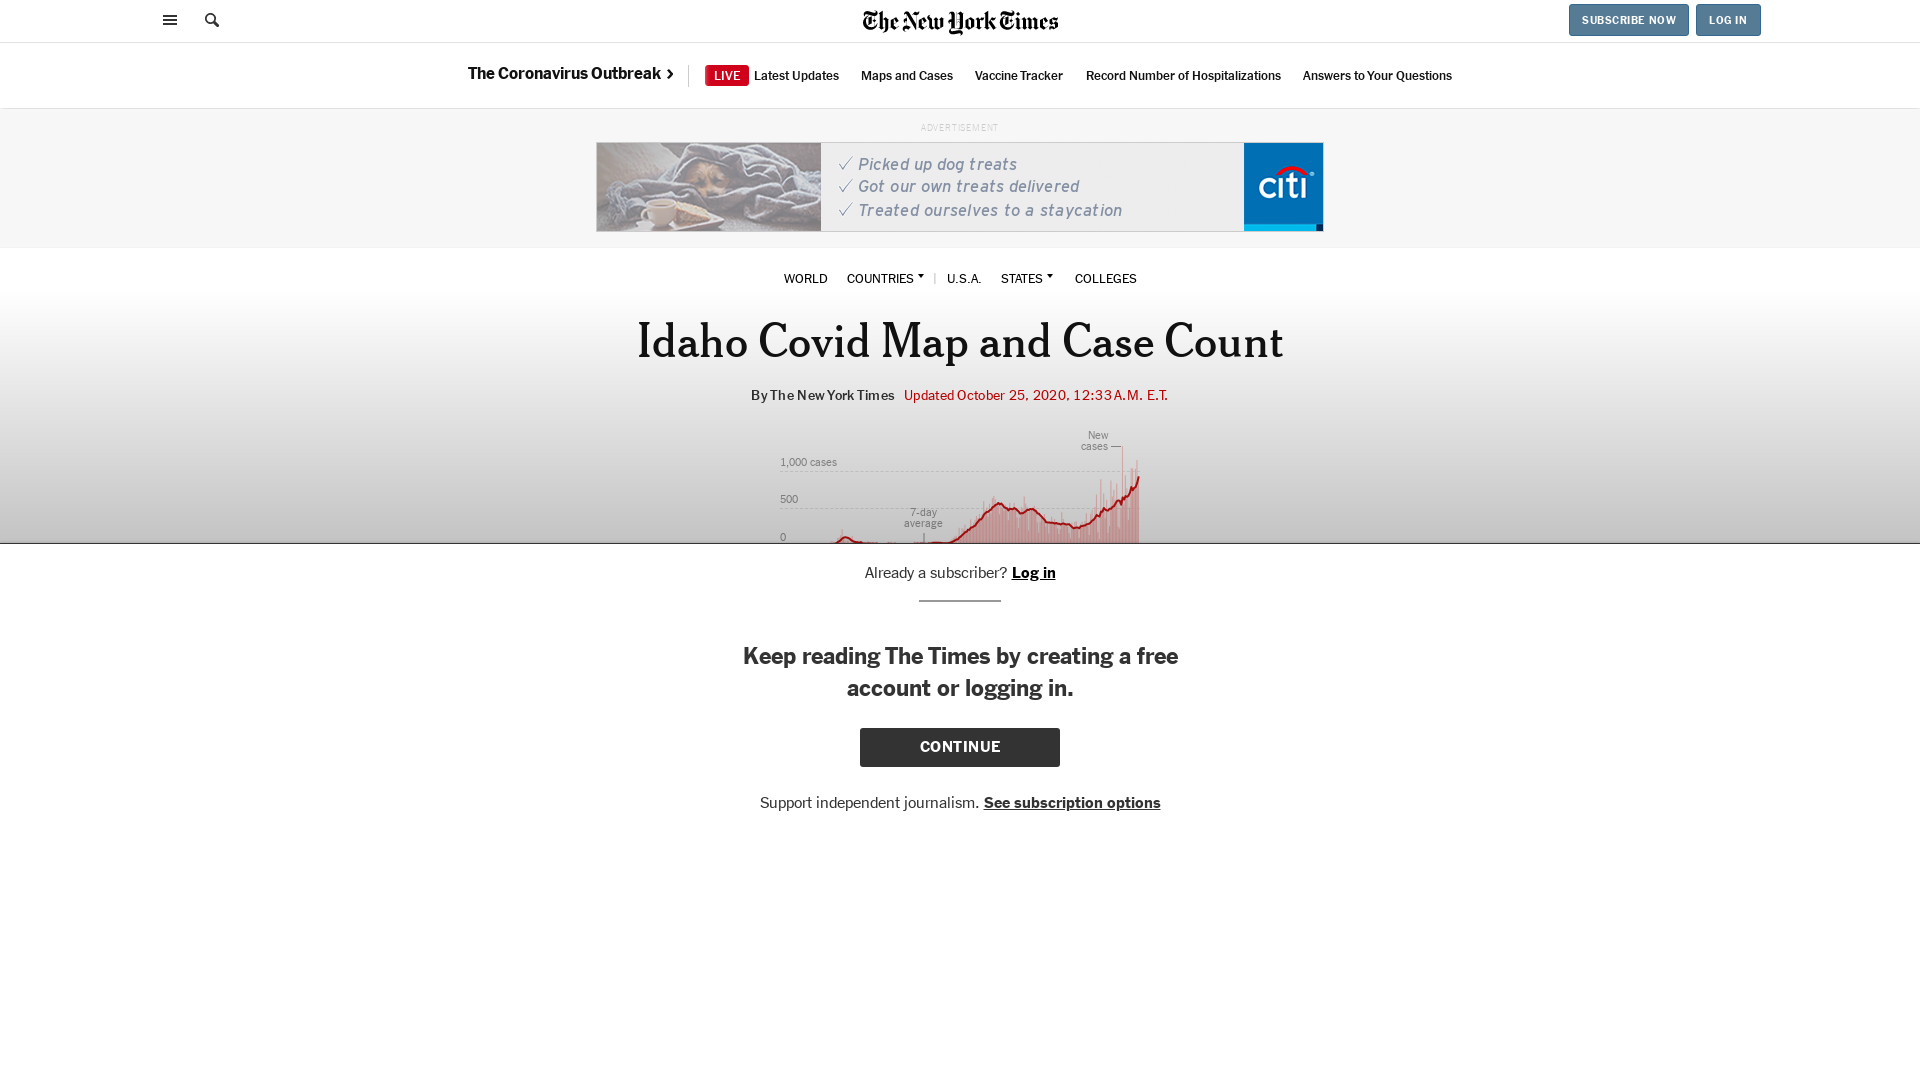 The New York Times
SUBSCRIBE NOW
LOG IN
The Coronavirus Outbreak
LIVE Latest Updates
Maps and Cases
Vaccine Tracker
Record Number of Hospitalizations
Answers to Your Questions
ADVERTISEMENT
Picked up dog treats
Got our own treats delivered
Treated ourselves to a staycation
citi
WORLD
COUNTRIES
U.S.A.
STATES
COLLEGES
Idaho Covid Map and Case Count
By The New York Times Updated October 25, 2020, 12:33 A.M. E.T.
New
cases
1,000 cases
500
7-day
average
0
Already a subscriber? Log in
Keep reading The Times by creating a free
account or logging in.
CONTINUE
Support independent journalism. See subscription options